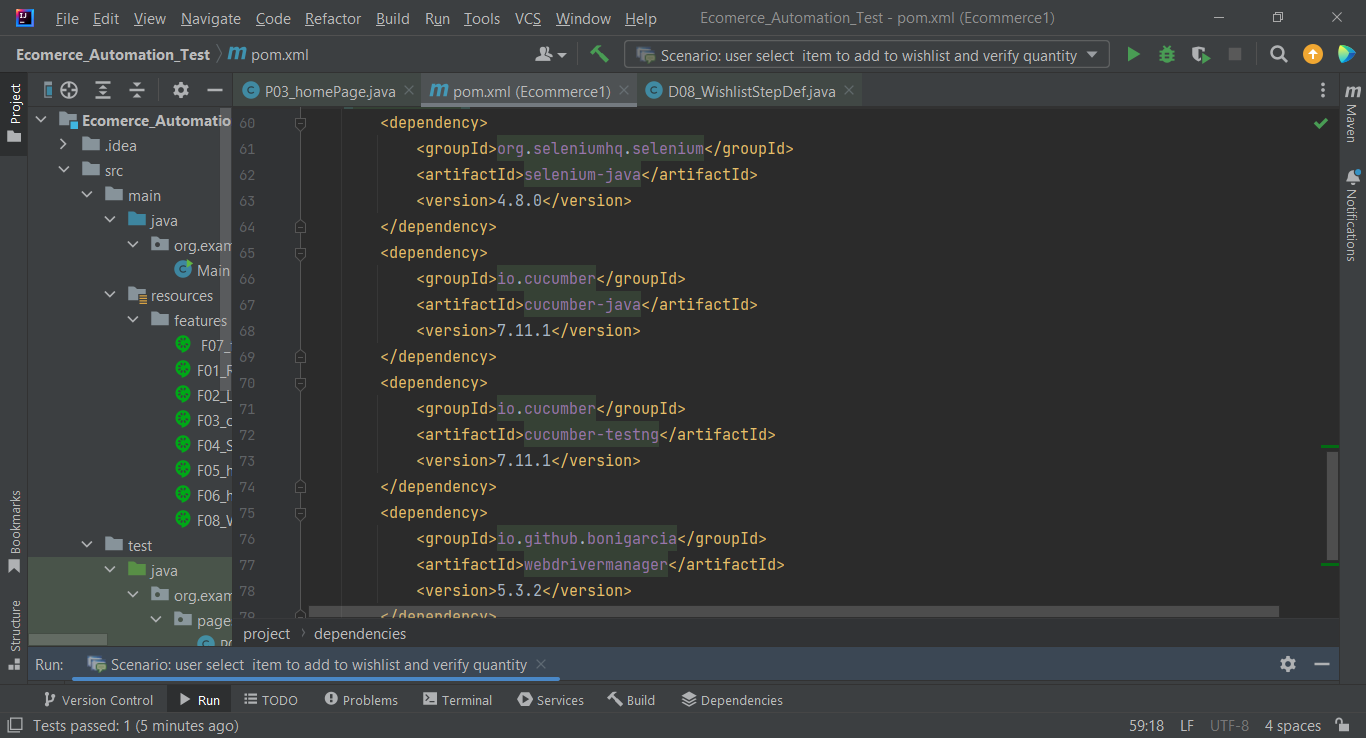 File Edit View Navigate Code Refactor Build Run Tools VCS Window Help Ecomerce_Automation_Test - pom.xml (Ecommerce1)
Ecomerce_Automation_Test pom.xml Scenario: user select item to add to wishlist and verify quantity
P03_homePage.java pom.xml (Ecommerce1) D08_WishlistStepDef.java
Project
Bookmarks
Structure
Ecomerce_Automatio
.idea
src
main
java
org.exam
Main
resources
features
F07_
F01_R
F02_L
F03_c
F04_S
F05_h
F06_h
F08_W
test
java
org.exam
page
60 <dependency>
61 <groupId>org.seleniumhq.selenium</groupId>
62 <artifactId>selenium-java</artifactId>
63 <version>4.8.0</version>
64 </dependency>
65 <dependency>
66 <groupId>io.cucumber</groupId>
67 <artifactId>cucumber-java</artifactId>
68 <version>7.11.1</version>
69 </dependency>
70 <dependency>
71 <groupId>io.cucumber</groupId>
72 <artifactId>cucumber-testng</artifactId>
73 <version>7.11.1</version>
74 </dependency>
75 <dependency>
76 <groupId>io.github.bonigarcia</groupId>
77 <artifactId>webdrivermanager</artifactId>
78 <version>5.3.2</version>
79 </dependency>
project dependencies
Maven
Notifications
Run: Scenario: user select item to add to wishlist and verify quantity
Version Control Run TODO Problems Terminal Services Build Dependencies
Tests passed: 1 (5 minutes ago) 59:18 LF UTF-8 4 spaces